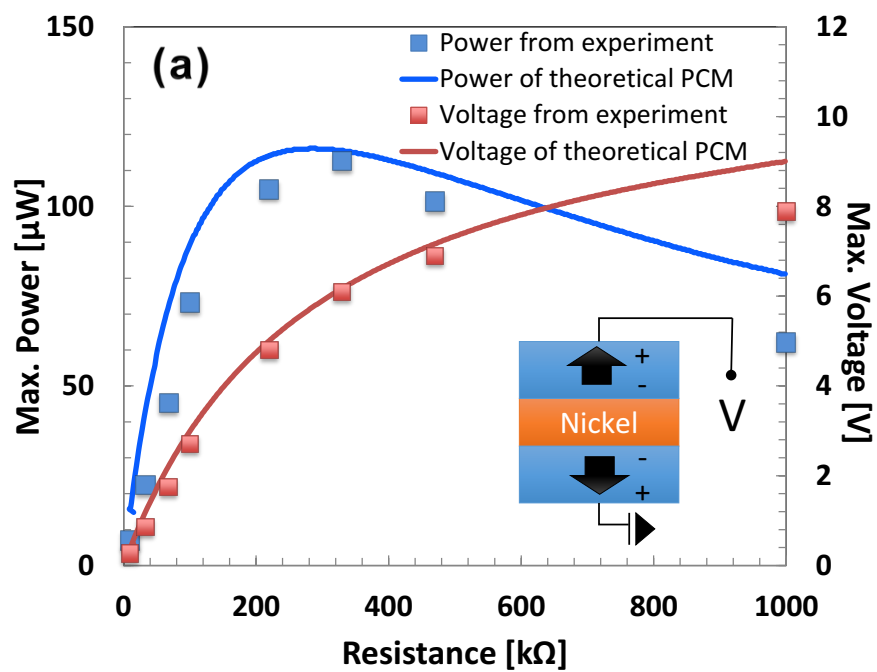 (a)
Power from experiment
Power of theoretical PCM
Voltage from experiment
Voltage of theoretical PCM
Max. Power [µW]
150
100
50
0
Max. Voltage [V]
12
10
8
6
4
2
0
+
-
Nickel
-
+
V
0 200 400 600 800 1000
Resistance [kΩ]